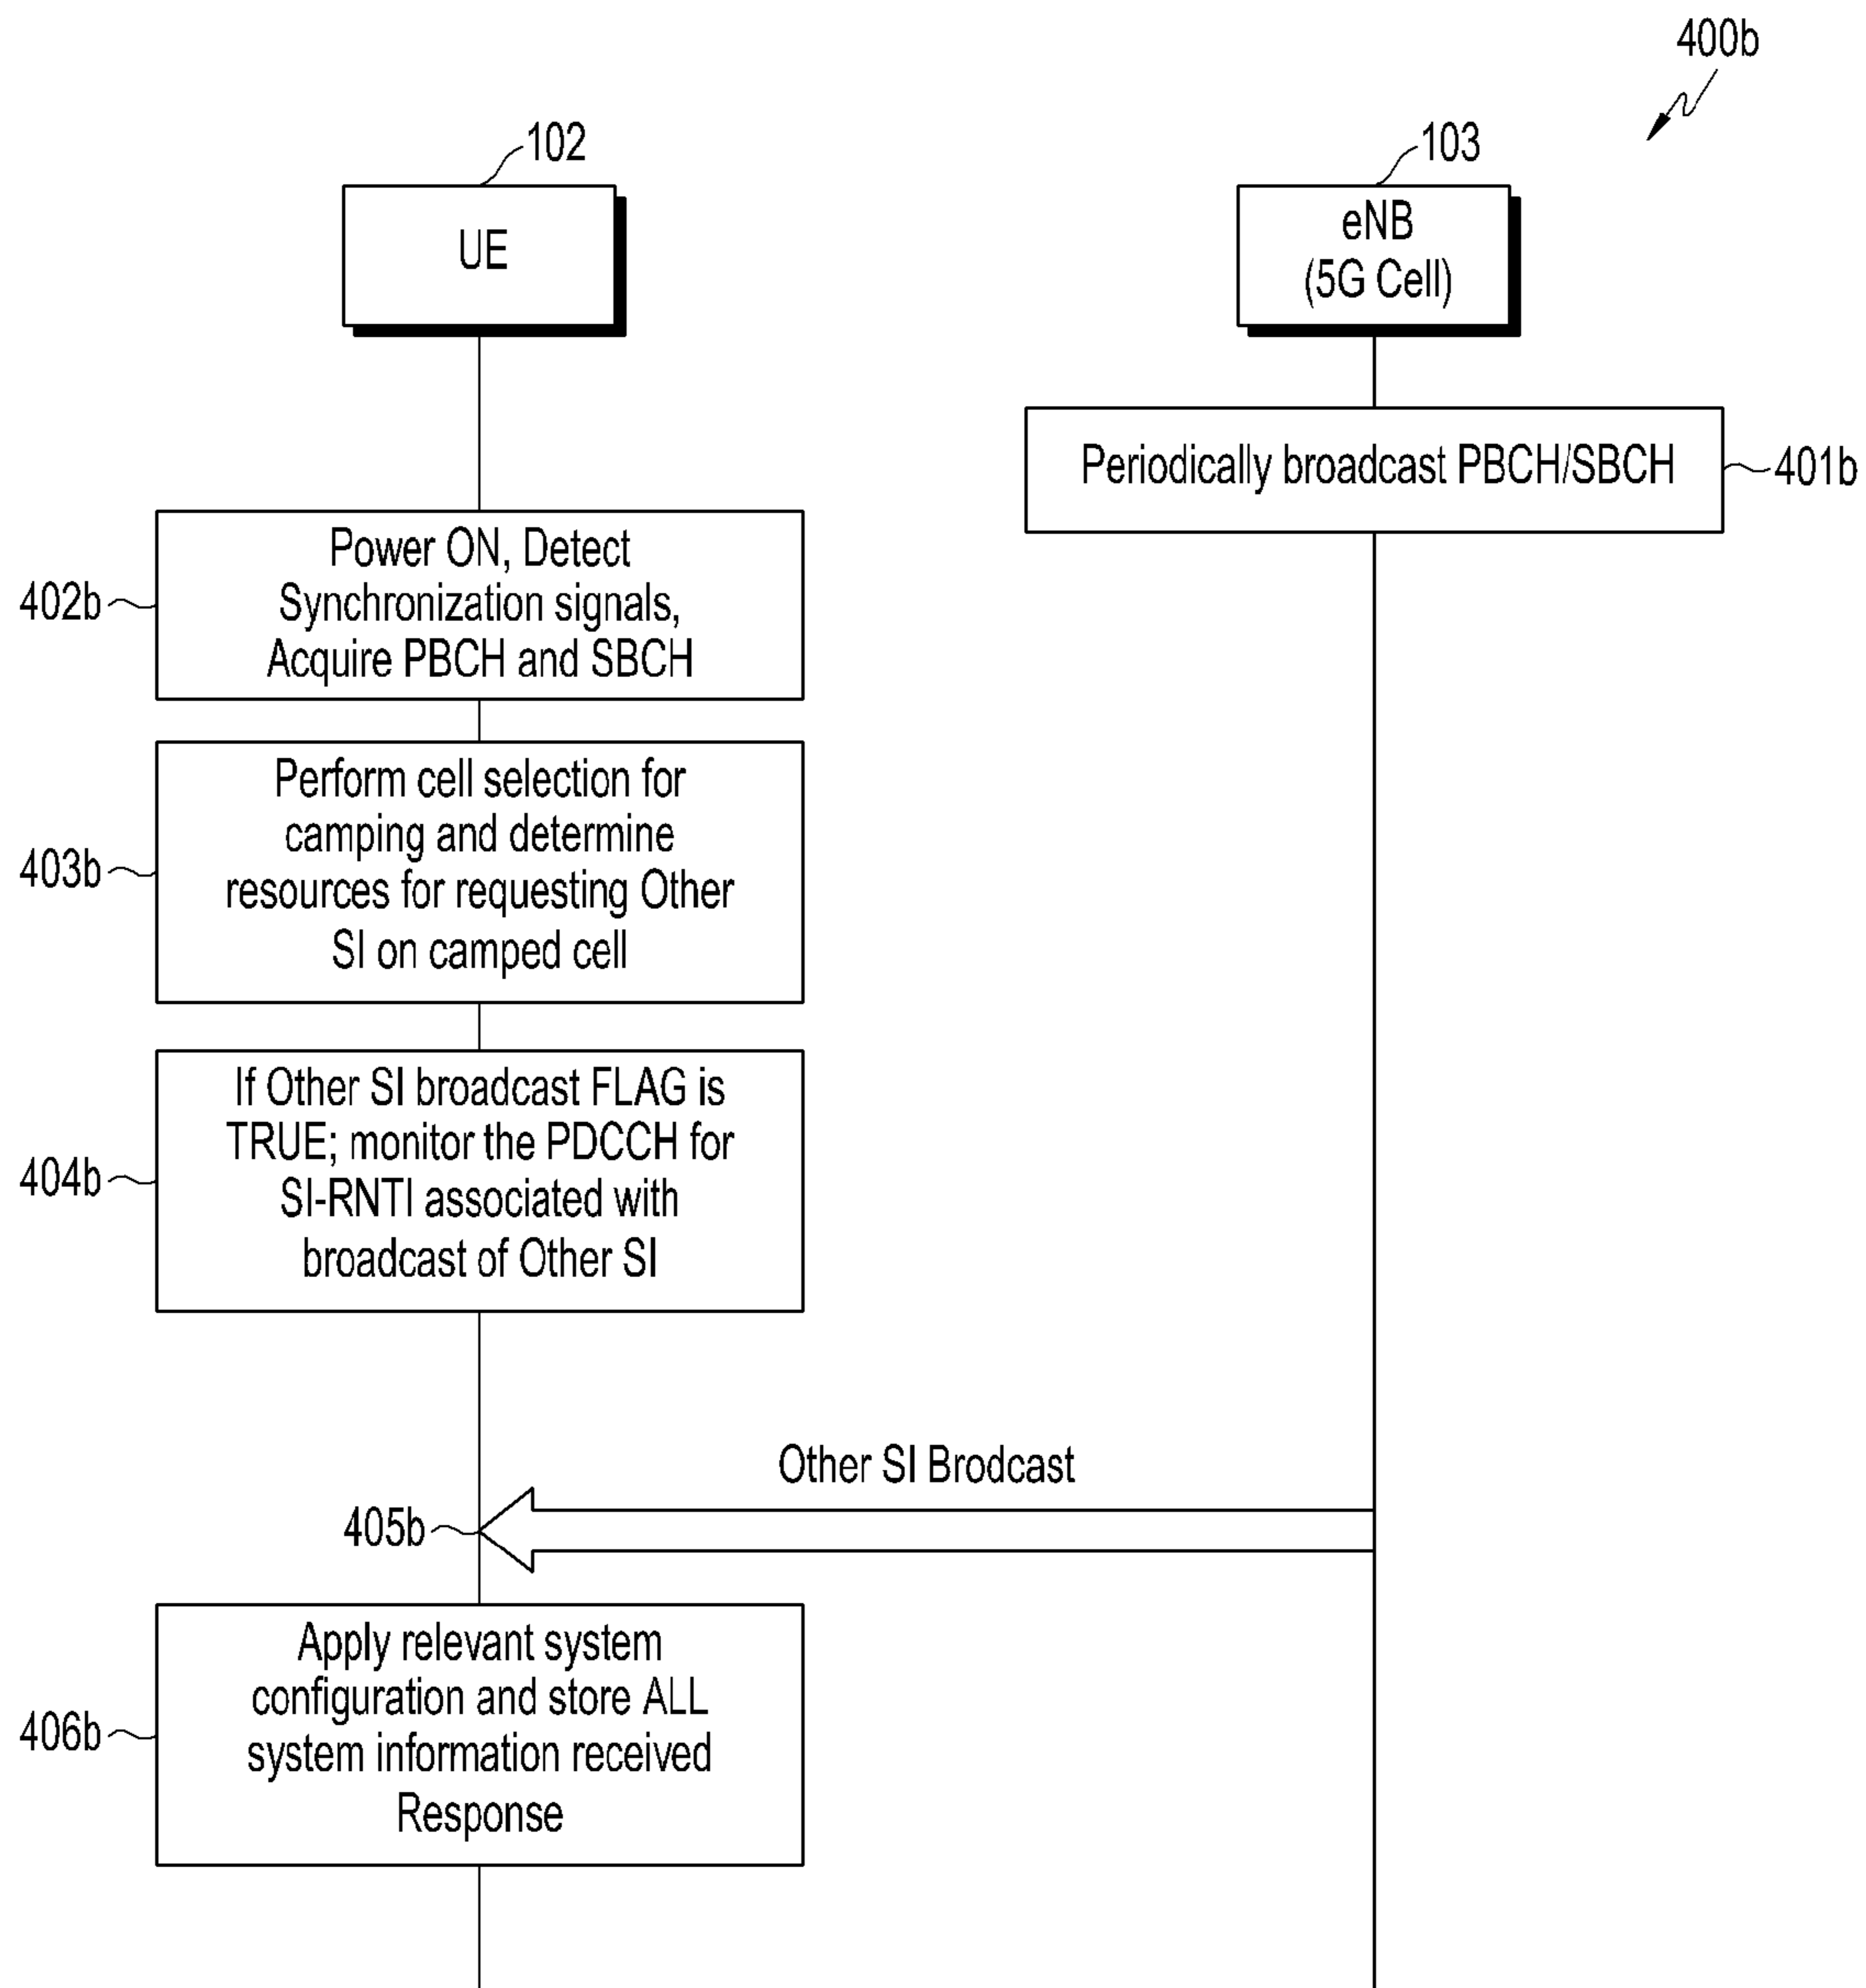 400b
102
103
UE
eNB
(5G Cell)
Periodically broadcast PBCH/SBCH
401b
Power ON, Detect
Synchronization signals,
Acquire PBCH and SBCH
402b
Perform cell selection for
camping and determine
resources for requesting Other
SI on camped cell
403b
If Other SI broadcast FLAG is
TRUE; monitor the PDCCH for
SI-RNTI associated with
broadcast of Other SI
404b
Other SI Brodcast
405b
Apply relevant system
configuration and store ALL
system information received
Response
406b